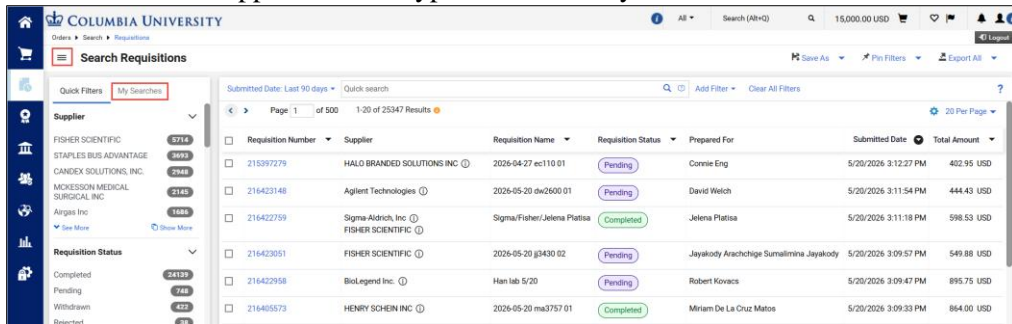 COLUMBIA UNIVERSITY
All
Search (Alt+Q)
15,000.00 USD
Orders
Search
Requisitions
Logout
Search Requisitions
Save As
Pin Filters
Export All
Quick Filters
My Searches
Submitted Date: Last 90 days
Quick search
Add Filter
Clear All Filters
?
Supplier
Page 1 of 500
1-20 of 25347 Results
20 Per Page
FISHER SCIENTIFIC 5714
STAPLES BUS ADVANTAGE 3693
CANDEX SOLUTIONS, INC. 2948
MCKESSON MEDICAL
SURGICAL INC 2145
Airgas Inc 1686
See More
Show More
Requisition Status
Completed 24139
Pending 748
Withdrawn 422
Rejected 38
Requisition Number Supplier Requisition Name Requisition Status Prepared For Submitted Date Total Amount
215397279 HALO BRANDED SOLUTIONS INC 2026-04-27 ec110 01 Pending Connie Eng 5/20/2026 3:12:27 PM 402.95 USD
216423148 Agilent Technologies 2026-05-20 dw2600 01 Pending David Welch 5/20/2026 3:11:54 PM 444.43 USD
216422759 Sigma-Aldrich, Inc Sigma/Fisher/Jelena Platisa Completed Jelena Platisa 5/20/2026 3:11:18 PM 598.53 USD
FISHER SCIENTIFIC
216423051 FISHER SCIENTIFIC 2026-05-20 jj3430 02 Pending Jayakody Arachchige Sumalimina Jayakody 5/20/2026 3:09:57 PM 549.88 USD
216422958 BioLegend Inc. Han lab 5/20 Pending Robert Kovacs 5/20/2026 3:09:47 PM 895.75 USD
216405573 HENRY SCHEIN INC 2026-05-20 ma3757 01 Completed Miriam De La Cruz Matos 5/20/2026 3:09:33 PM 864.00 USD